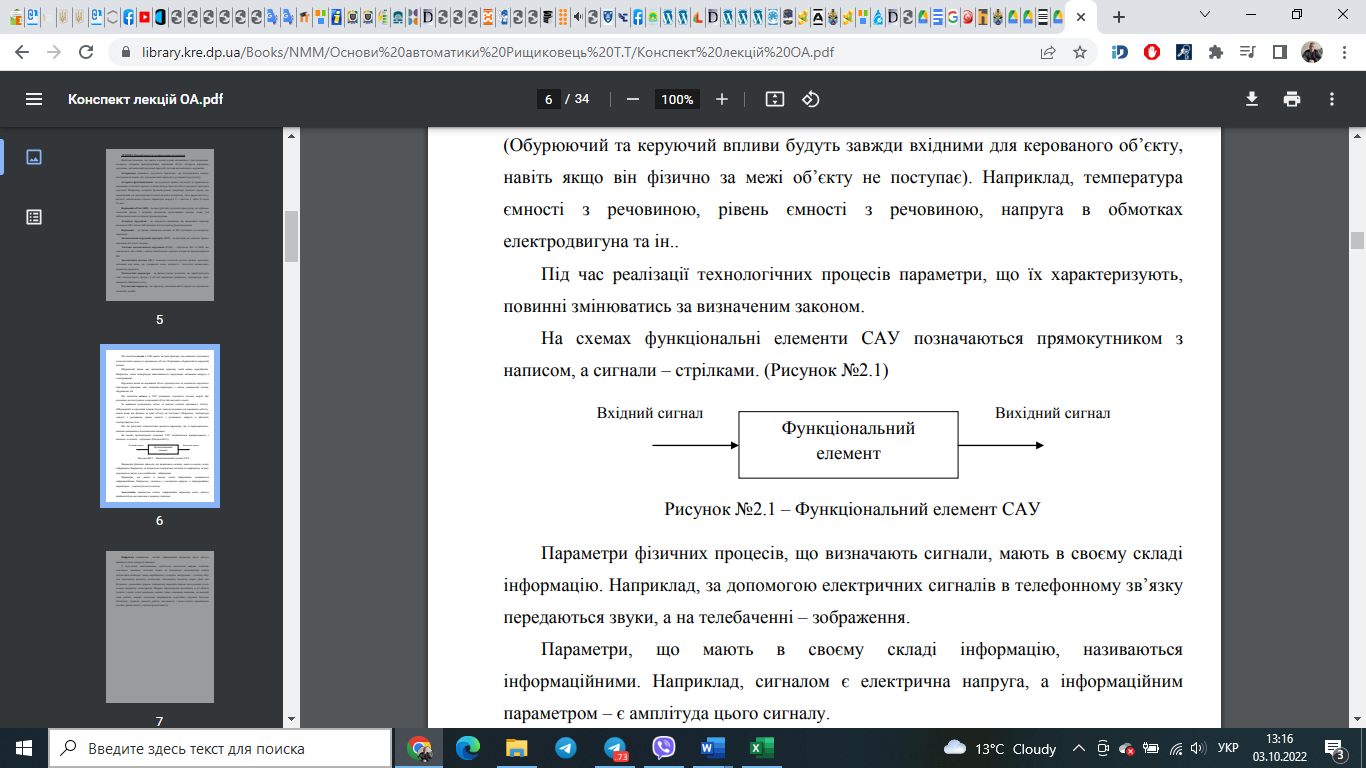 library.kre.dp.ua/Books/NMM/Основи%20автоматики%20Рищиковець%20Т.Т/Конспект%20лекцій%20ОА.pdf
Конспект лекцій ОА.pdf
6 / 34
100%
5
6
7
(Обурюючий та керуючий впливи будуть завжди вхідними для керованого об’єкту,
навіть якщо він фізично за межі об’єкту не поступає). Наприклад, температура
ємності з речовиною, рівень ємності з речовиною, напруга в обмотках
електродвигуна та ін..
Під час реалізації технологічних процесів параметри, що їх характеризують,
повинні змінюватись за визначеним законом.
На схемах функціональні елементи САУ позначаються прямокутником з
написом, а сигнали – стрілками. (Рисунок №2.1)
Вхідний сигнал
Функціональний
елемент
Вихідний сигнал
Рисунок №2.1 – Функціональний елемент САУ
Параметри фізичних процесів, що визначають сигнали, мають в своєму складі
інформацію. Наприклад, за допомогою електричних сигналів в телефонному зв’язку
передаються звуки, а на телебаченні – зображення.
Параметри, що мають в своєму складі інформацію, називаються
інформаційними. Наприклад, сигналом є електрична напруга, а інформаційним
параметром – є амплітуда цього сигналу.
Введите здесь текст для поиска
73
13°C Cloudy
УКР
13:16
03.10.2022
3